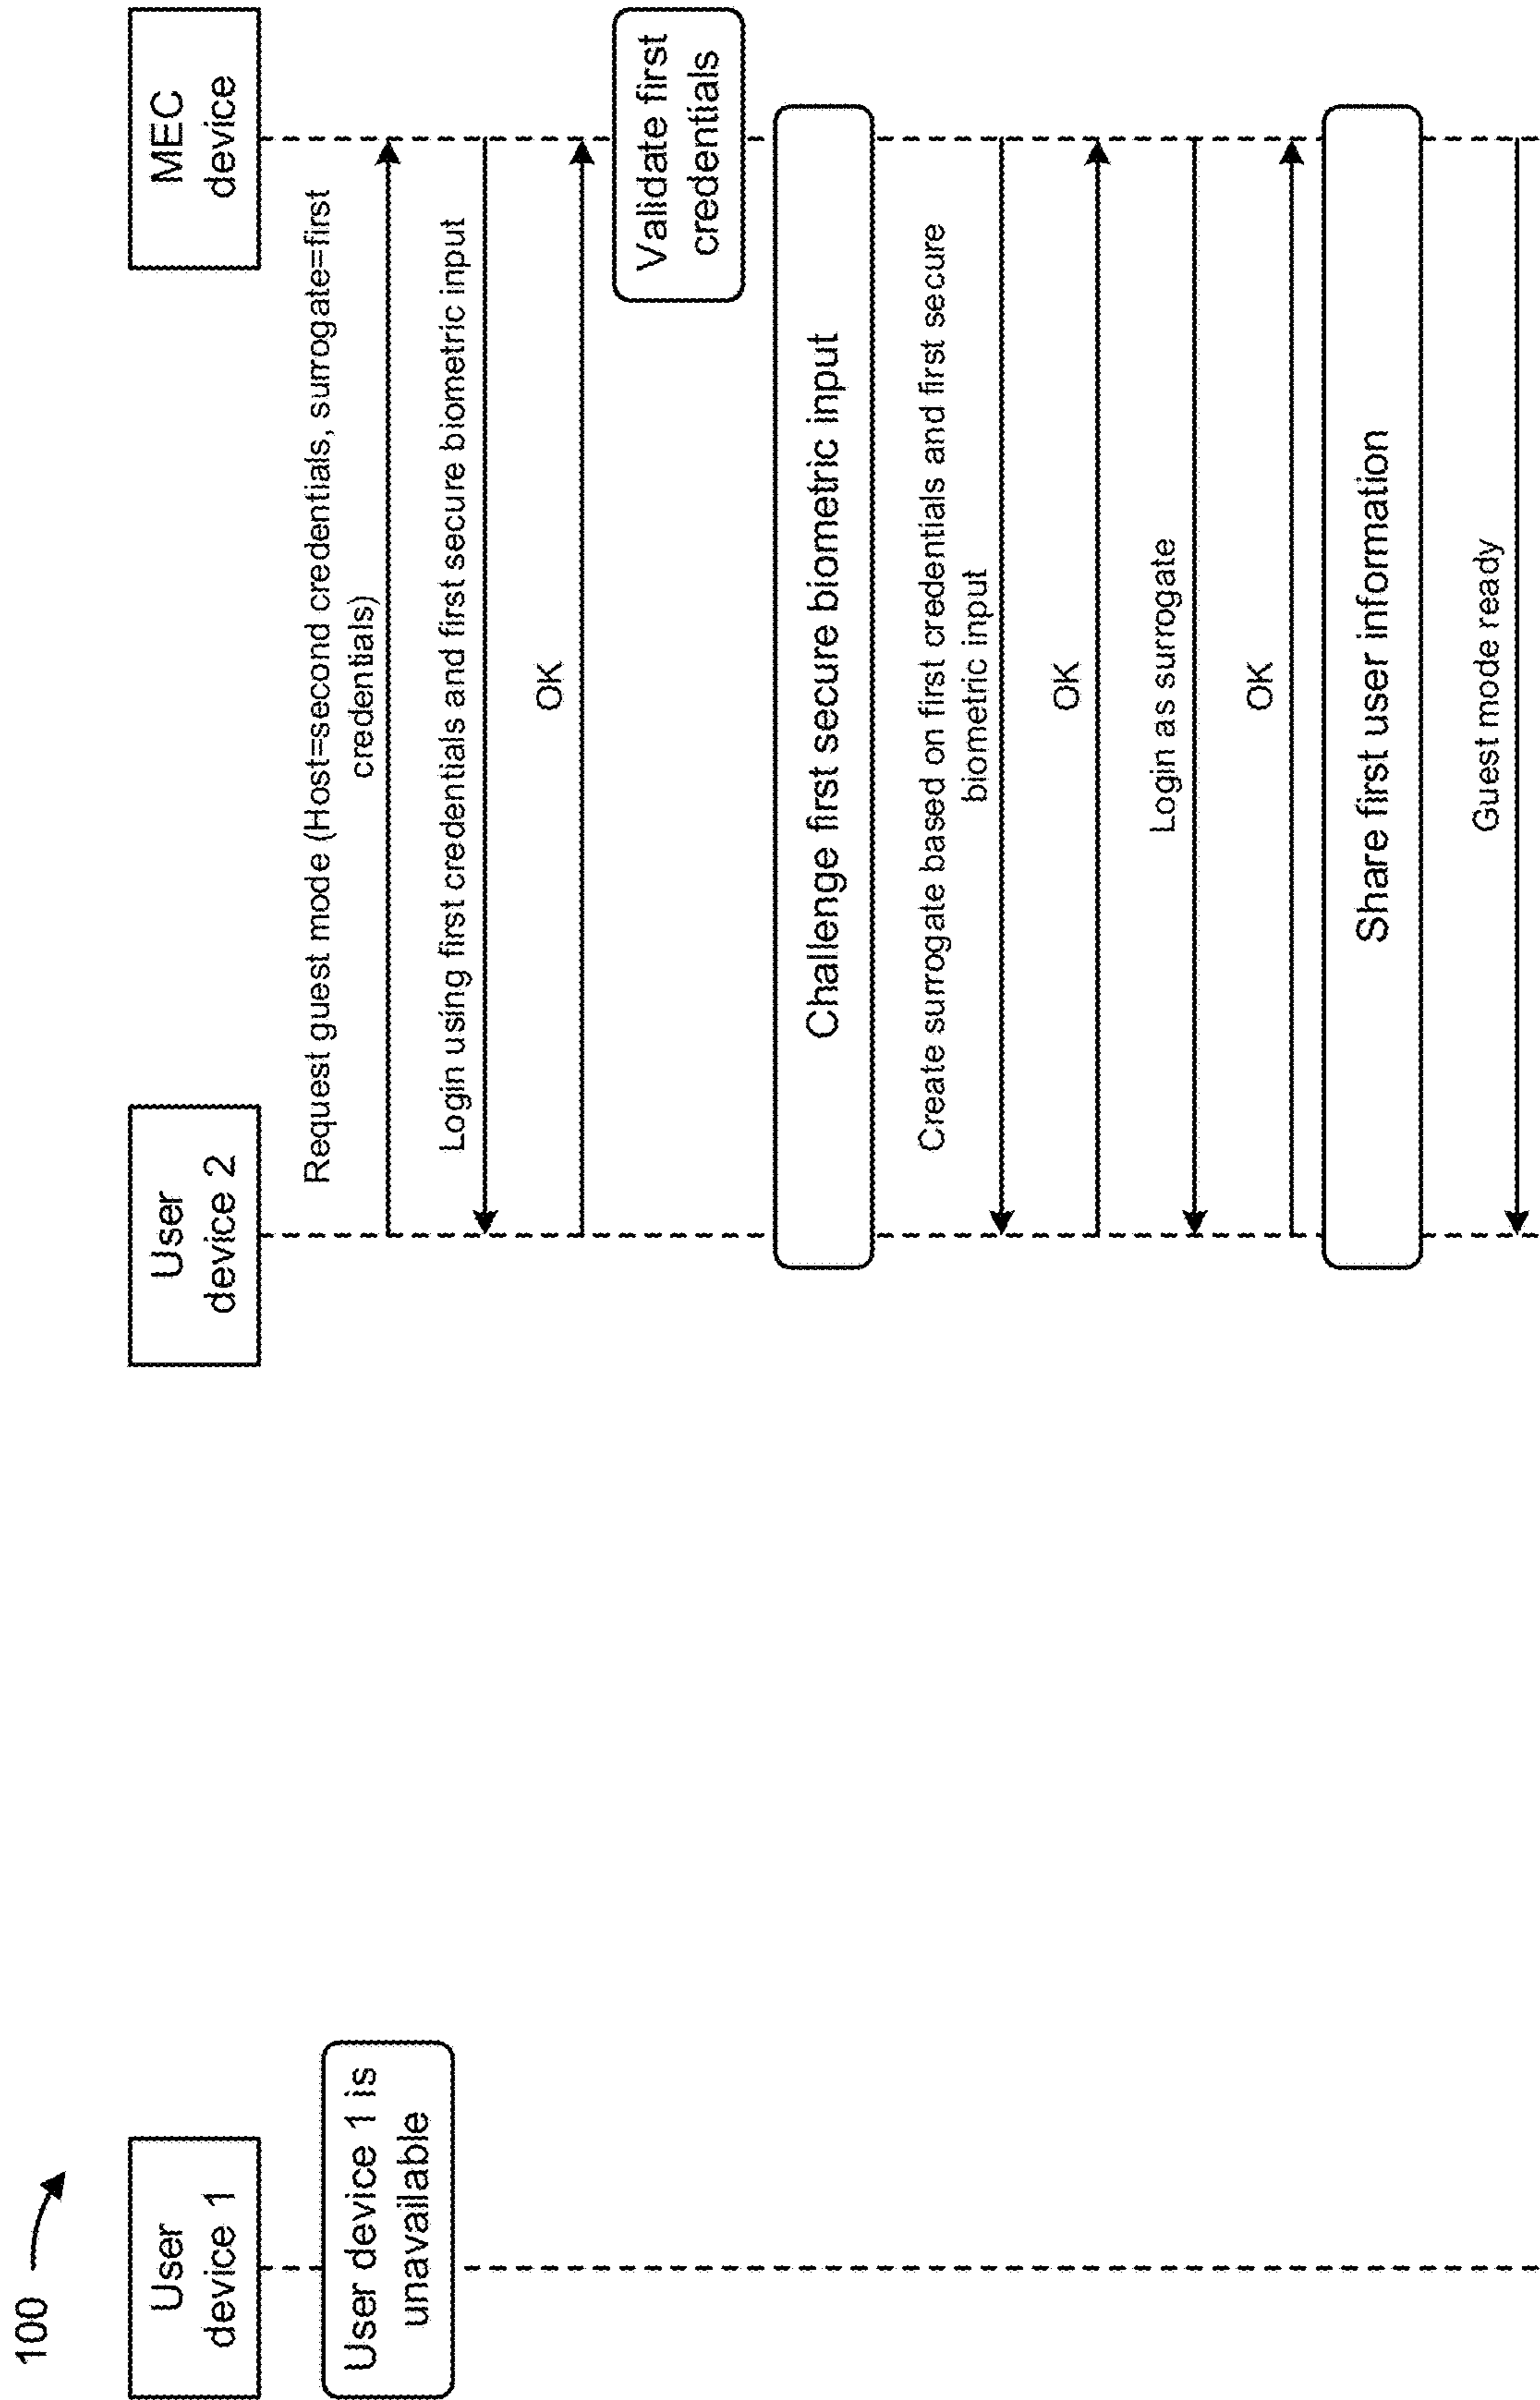 100
User
device 1
User
device 2
MEC
device
User device 1 is
unavailable
Request guest mode (Host=second credentials, surrogate=first
credentials)
Login using first credentials and first secure biometric input
OK
Validate first
credentials
Challenge first secure biometric input
Create surrogate based on first credentials and first secure
biometric input
OK
Login as surrogate
OK
Share first user information
Guest mode ready